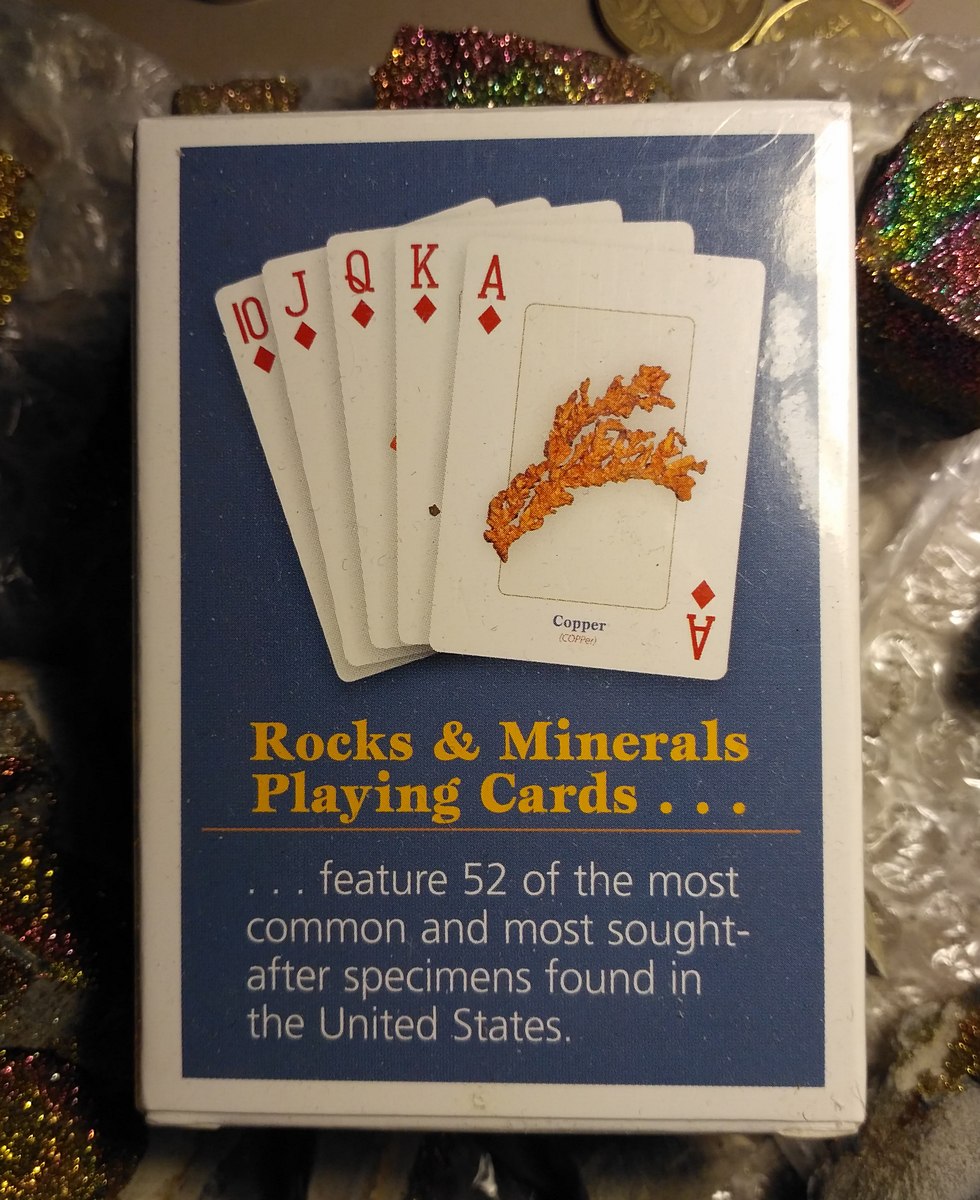 10
J
Q
K
A
Copper
(COPPer)
A
Rocks & Minerals
Playing Cards . . .
. . . feature 52 of the most
common and most sought-
after specimens found in
the United States.